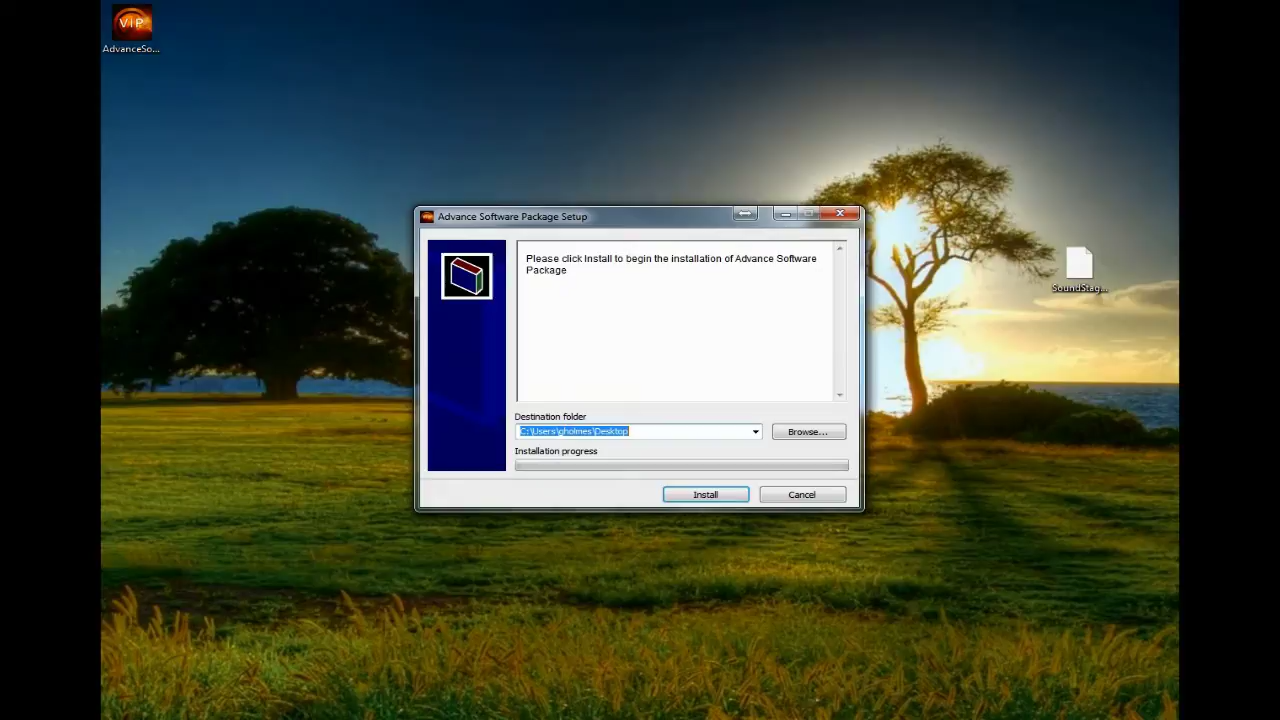 VIP
AdvanceSo...
Advance Software Package Setup
Please click Install to begin the installation of Advance Software
Package
SoundStag...
Destination folder
C:\Users\gholmes\Desktop
Browse...
Installation progress
Install
Cancel